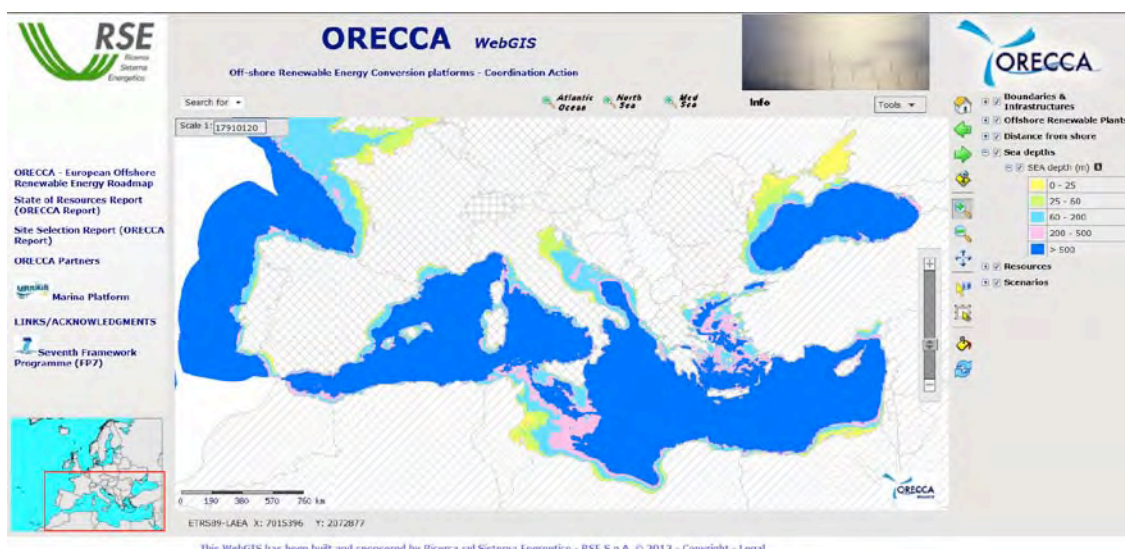 RSE
Ricerca
Sistema
Energetico
ORECCA WebGIS
Off-shore Renewable Energy Conversion platforms - Coordination Action
ORECCA
Search for
Atlantic
Ocean
North
Sea
Med
Sea
Info
Tools
Scale 1: 17910120
ORECCA - European Offshore
Renewable Energy Roadmap
State of Resources Report
(ORECCA Report)
Site Selection Report (ORECCA
Report)
ORECCA Partners
Marina Platform
LINKS/ACKNOWLEDGMENTS
Seventh Framework
Programme (FP7)
Boundaries &
Infrastructures
Offshore Renewable Plants
Distance from shore
Sea depths
SEA depth (m)
0 - 25
25 - 60
60 - 200
200 - 500
> 500
Resources
Scenarios
0 190 380 570 760 km
ORECCA
ETRS89-LAEA X: 7015396 Y: 2072877
This WebGIS has been built and sponsored by Ricerca sul Sistema Energetico - RSE S.p.A. © 2013 - Copyright - Legal